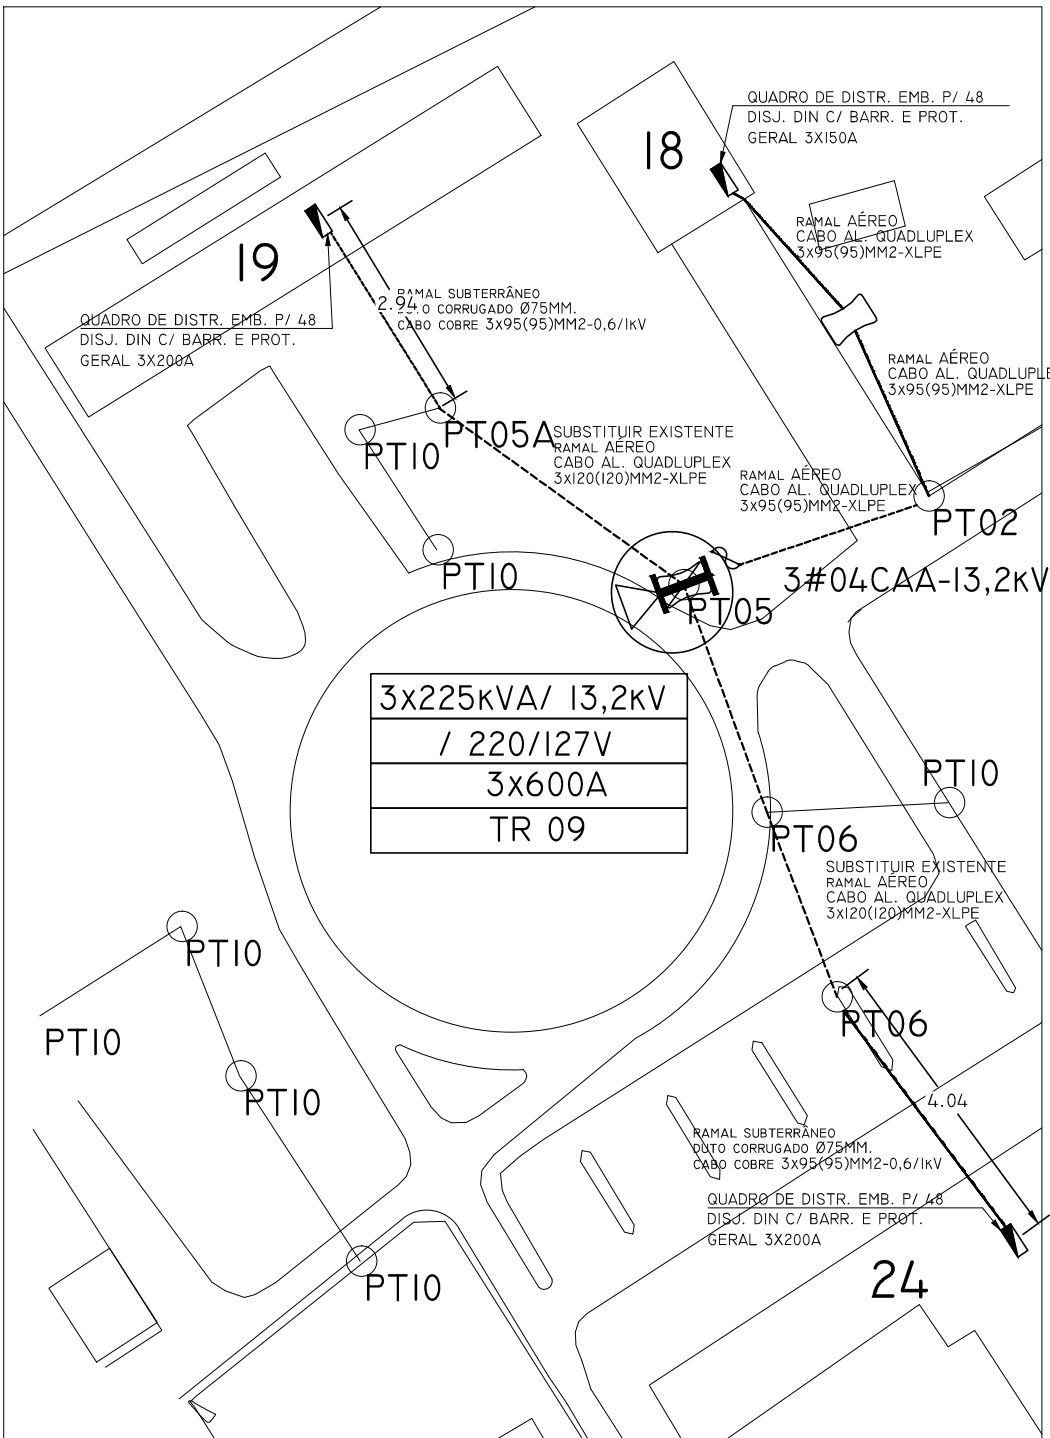 QUADRO DE DISTR. EMB. P/ 48
DISJ. DIN C/ BARR. E PROT.
GERAL 3X150A
18
RAMAL AÉREO
CABO AL. QUADLUPLEX
3x95(95)MM2-XLPE
19
2.94
RAMAL SUBTERRÂNEO
CORRUGADO Ø75MM.
CABO COBRE 3x95(95)MM2-0,6/1kV
QUADRO DE DISTR. EMB. P/ 48
DISJ. DIN C/ BARR. E PROT.
GERAL 3X200A
RAMAL AÉREO
CABO AL. QUADLUPLE
3x95(95)MM2-XLPE
PT05A
PT10
SUBSTITUIR EXISTENTE
RAMAL AÉREO
CABO AL. QUADLUPLEX
3x120(120)MM2-XLPE
RAMAL AÉREO
CABO AL. QUADLUPLEX
3x95(95)MM2-XLPE
PT02
PT10
3#04CAA-13,2kV
PT05
3x225KVA/ 13,2KV
/ 220/127V
3x600A
TR 09
PT10
PT06
SUBSTITUIR EXISTENTE
RAMAL AÉREO
CABO AL. QUADLUPLEX
3x120(120)MM2-XLPE
PT10
PT06
PT10
PT10
4.04
RAMAL SUBTERRÂNEO
DUTO CORRUGADO Ø75MM.
CABO COBRE 3x95(95)MM2-0,6/1kV
QUADRO DE DISTR. EMB. P/ 48
DISJ. DIN C/ BARR. E PROT.
GERAL 3X200A
24
PT10